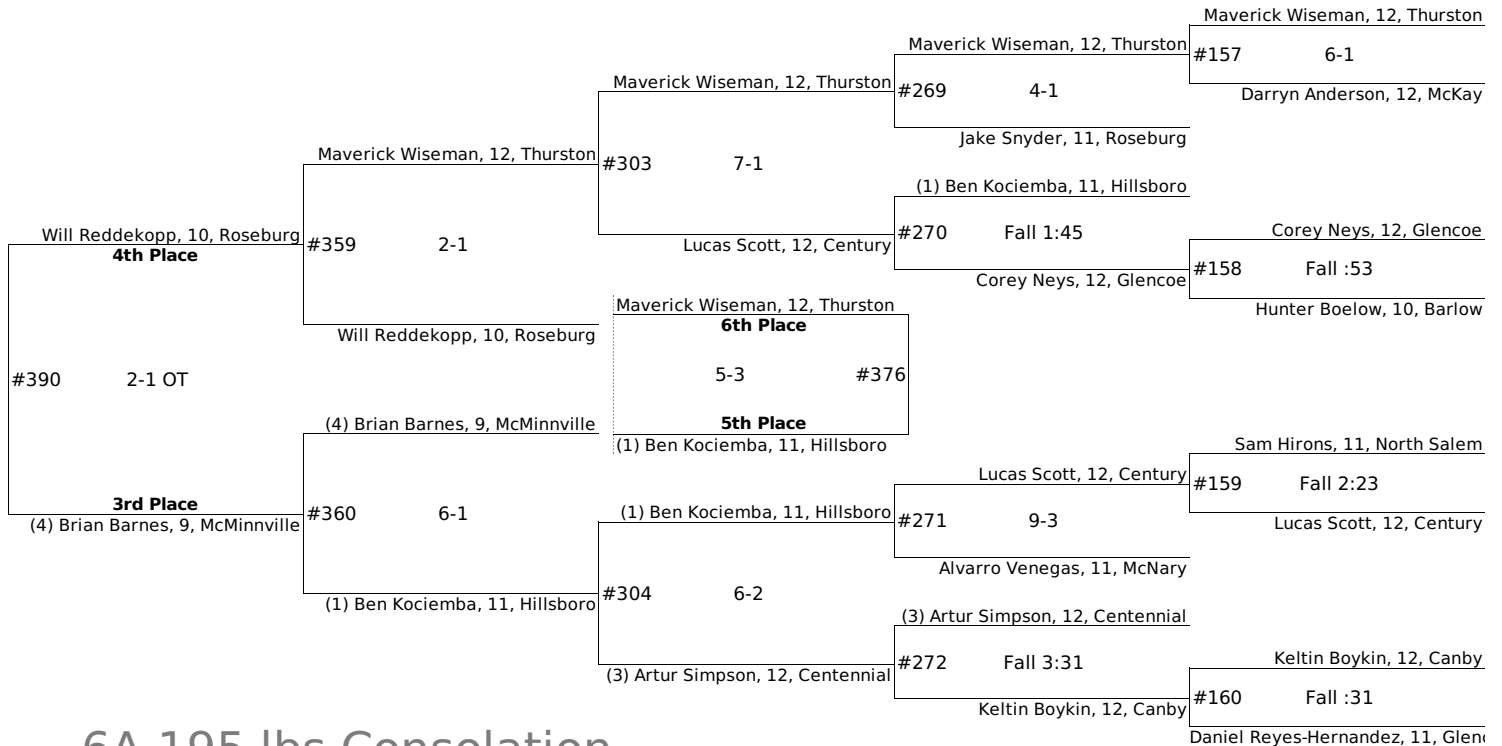 Maverick Wiseman, 12, Thurston
#157 6-1
Darryn Anderson, 12, McKay
Maverick Wiseman, 12, Thurston
#269 4-1
Jake Snyder, 11, Roseburg
Maverick Wiseman, 12, Thurston
#303 7-1
Lucas Scott, 12, Century
(1) Ben Kociemba, 11, Hillsboro
#270 Fall 1:45
Corey Neys, 12, Glencoe
Corey Neys, 12, Glencoe
#158 Fall :53
Hunter Boelow, 10, Barlow
Maverick Wiseman, 12, Thurston
#359 2-1
Will Reddekopp, 10, Roseburg
Will Reddekopp, 10, Roseburg
4th Place
#390 2-1 OT
3rd Place
(4) Brian Barnes, 9, McMinnville
Maverick Wiseman, 12, Thurston
6th Place
5-3 #376
5th Place
(1) Ben Kociemba, 11, Hillsboro
(4) Brian Barnes, 9, McMinnville
#360 6-1
(1) Ben Kociemba, 11, Hillsboro
(1) Ben Kociemba, 11, Hillsboro
#304 6-2
(3) Artur Simpson, 12, Centennial
Lucas Scott, 12, Century
#271 9-3
Alvarro Venegas, 11, McNary
Sam Hirons, 11, North Salem
#159 Fall 2:23
Lucas Scott, 12, Century
(3) Artur Simpson, 12, Centennial
#272 Fall 3:31
Keltin Boykin, 12, Canby
Keltin Boykin, 12, Canby
#160 Fall :31
Daniel Reyes-Hernandez, 11, Glenc
6A 195 lbs Consolation